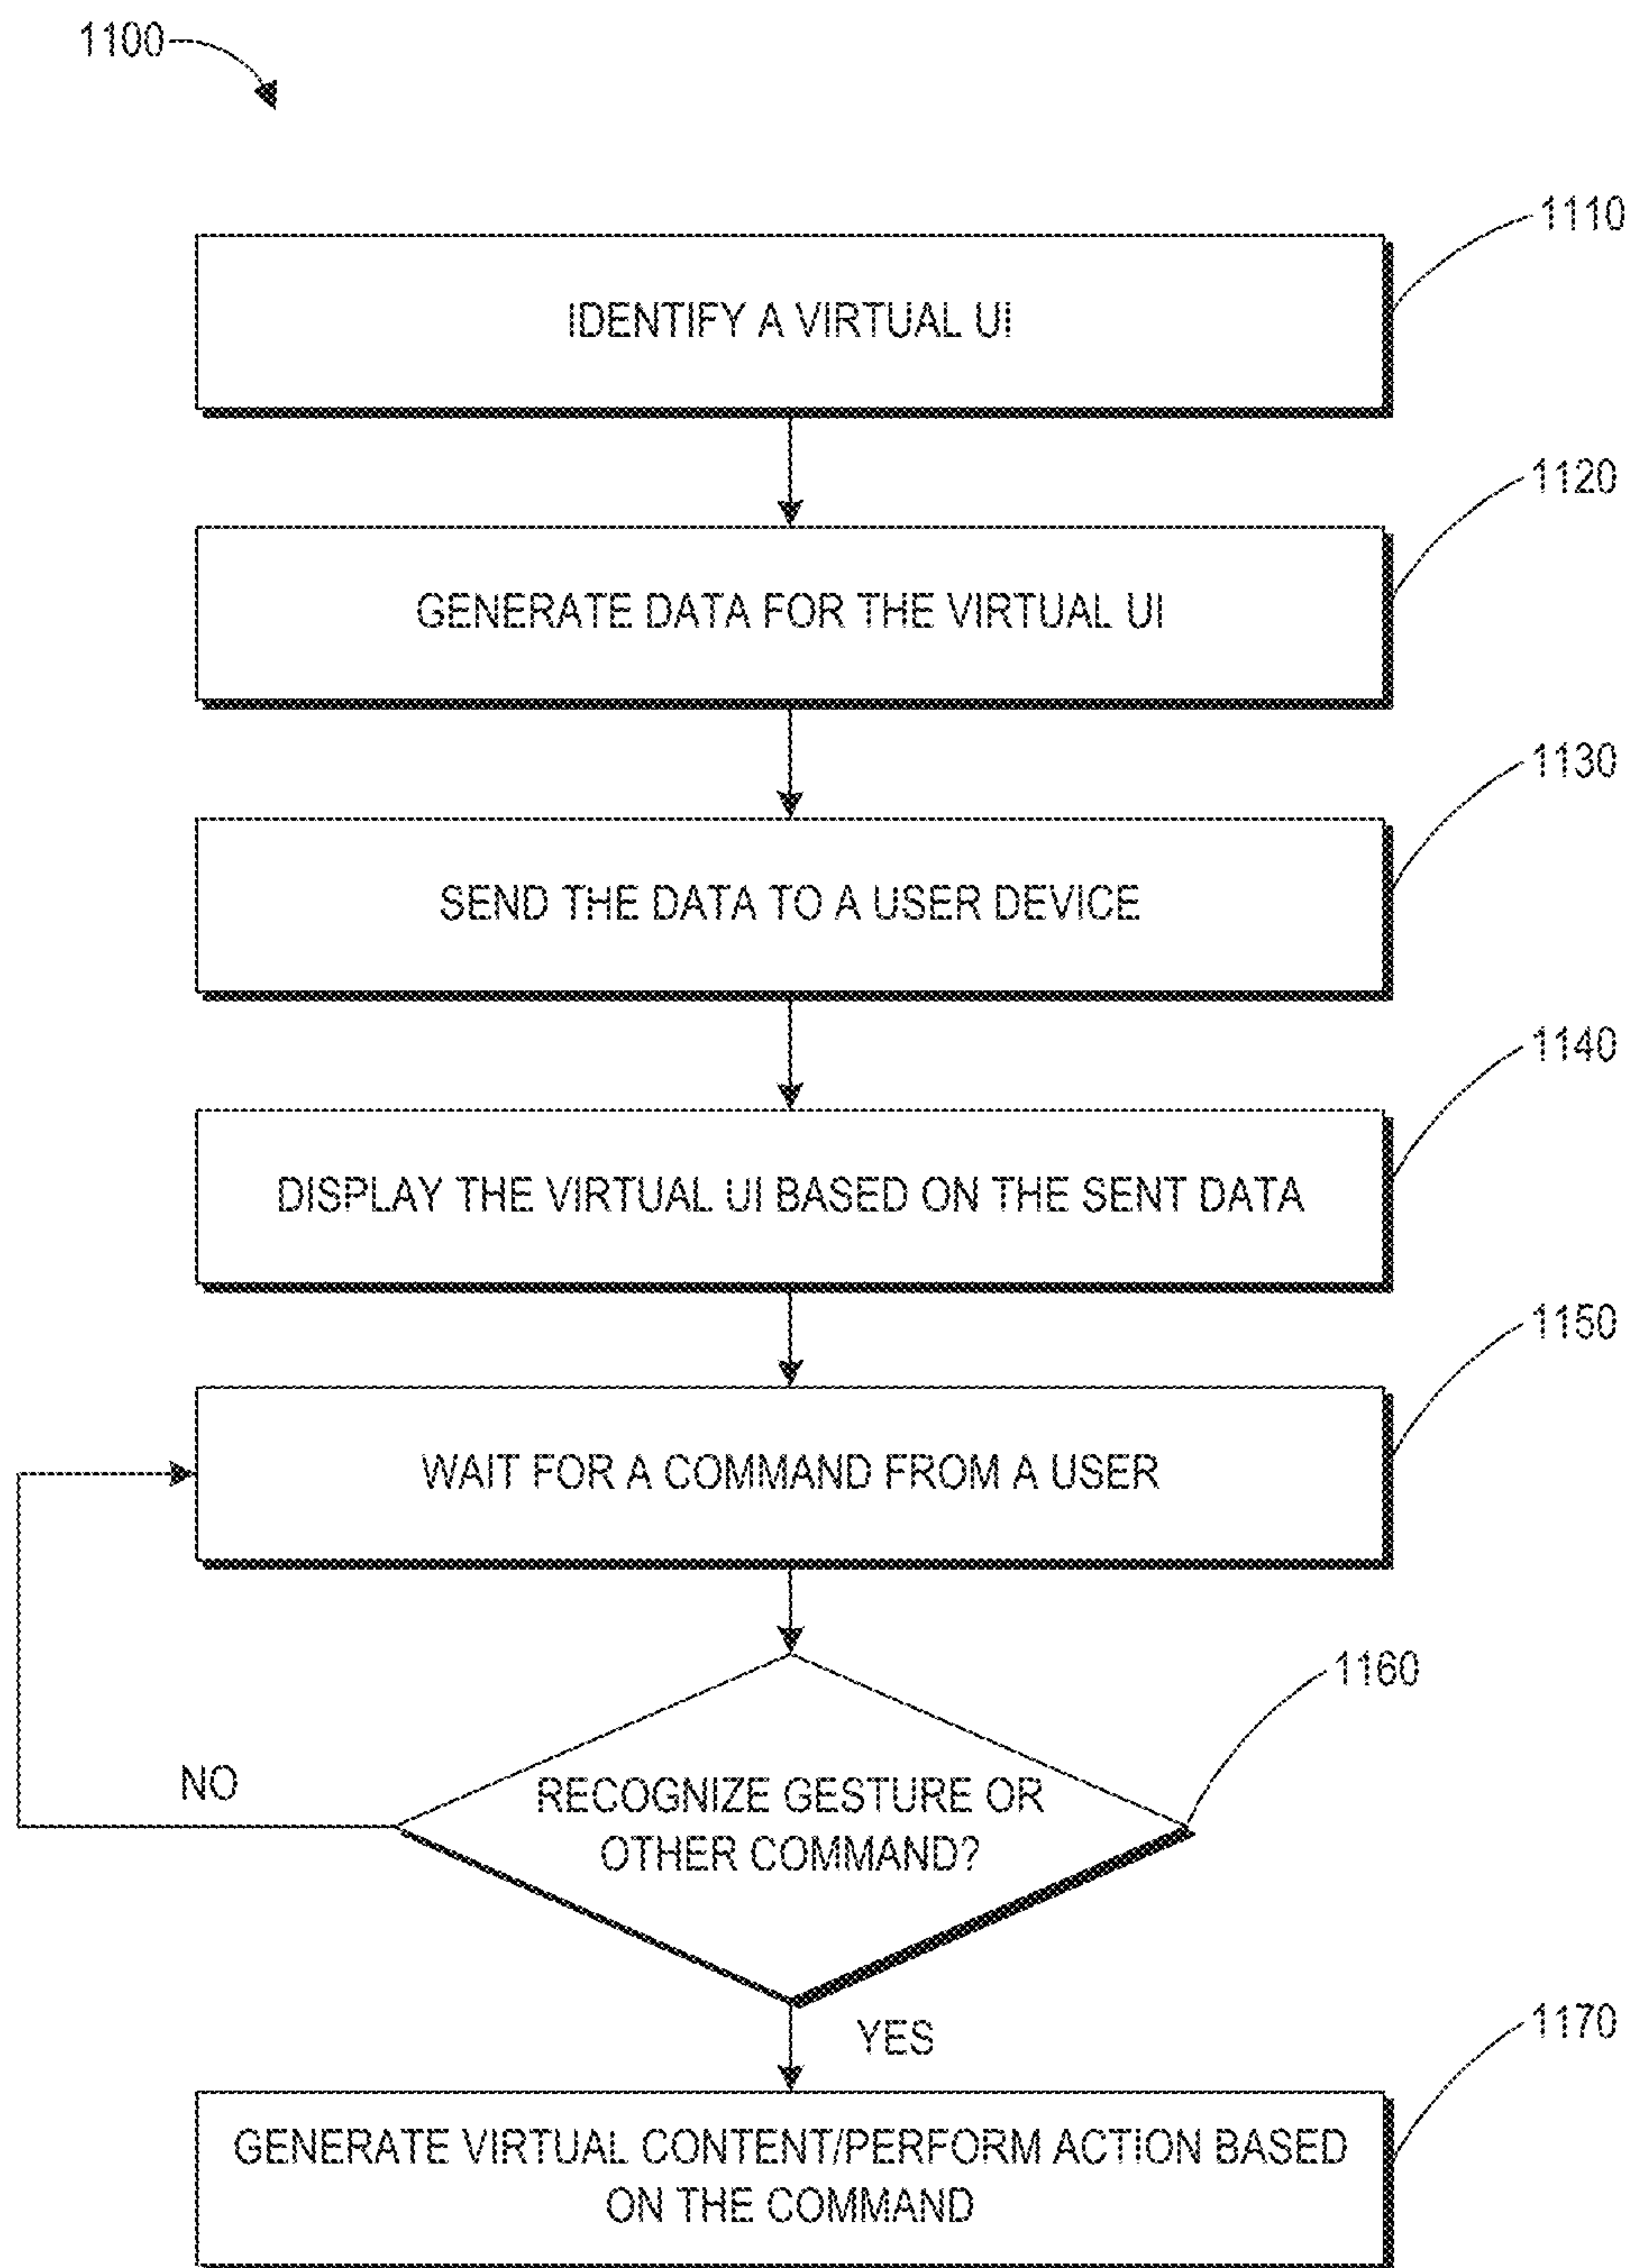 1100
1110
IDENTIFY A VIRTUAL UI
1120
GENERATE DATA FOR THE VIRTUAL UI
1130
SEND THE DATA TO A USER DEVICE
1140
DISPLAY THE VIRTUAL UI BASED ON THE SENT DATA
1150
WAIT FOR A COMMAND FROM A USER
1160
NO
RECOGNIZE GESTURE OR
OTHER COMMAND?
YES
1170
GENERATE VIRTUAL CONTENT/PERFORM ACTION BASED
ON THE COMMAND